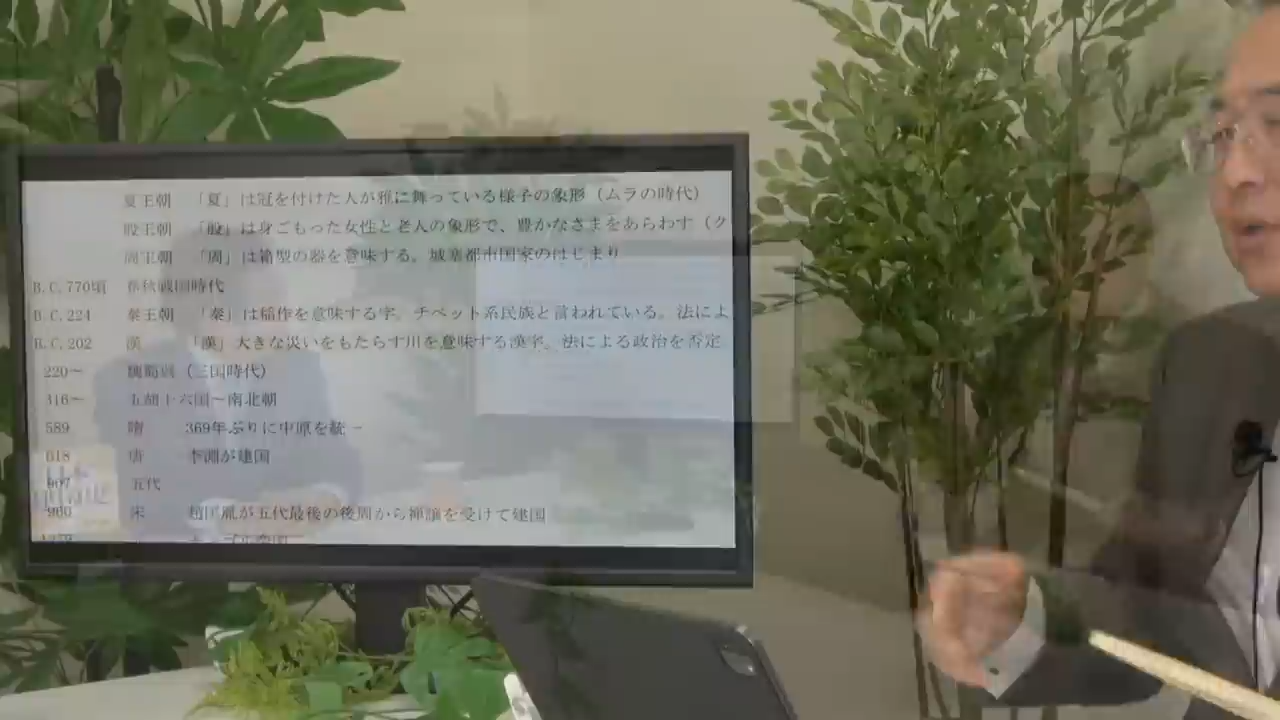 夏王朝 「夏」は冠を付けた人が雅に舞っている様子の象形（ムラの時代）
殷王朝 「殷」は身ごもった女性と老人の象形で、豊かなさまをあらわす（ク
周王朝 「周」は箱型の器を意味する。城塞都市国家のはじまり
B.C.770頃 春秋戦国時代
B.C.224 秦王朝 「秦」は稲作を意味する字。チベット系民族と言われている。法によ
B.C.202 漢 「漢」大きな災いをもたらす川を意味する漢字。法による政治を否定
220～ 魏蜀呉（三国時代）
316～ 五胡十六国～南北朝
589 隋 369年ぶりに中原を統一
618 唐 李淵が建国
907 五代
960 宋 趙匡胤が五代最後の後周から禅譲を受けて建国